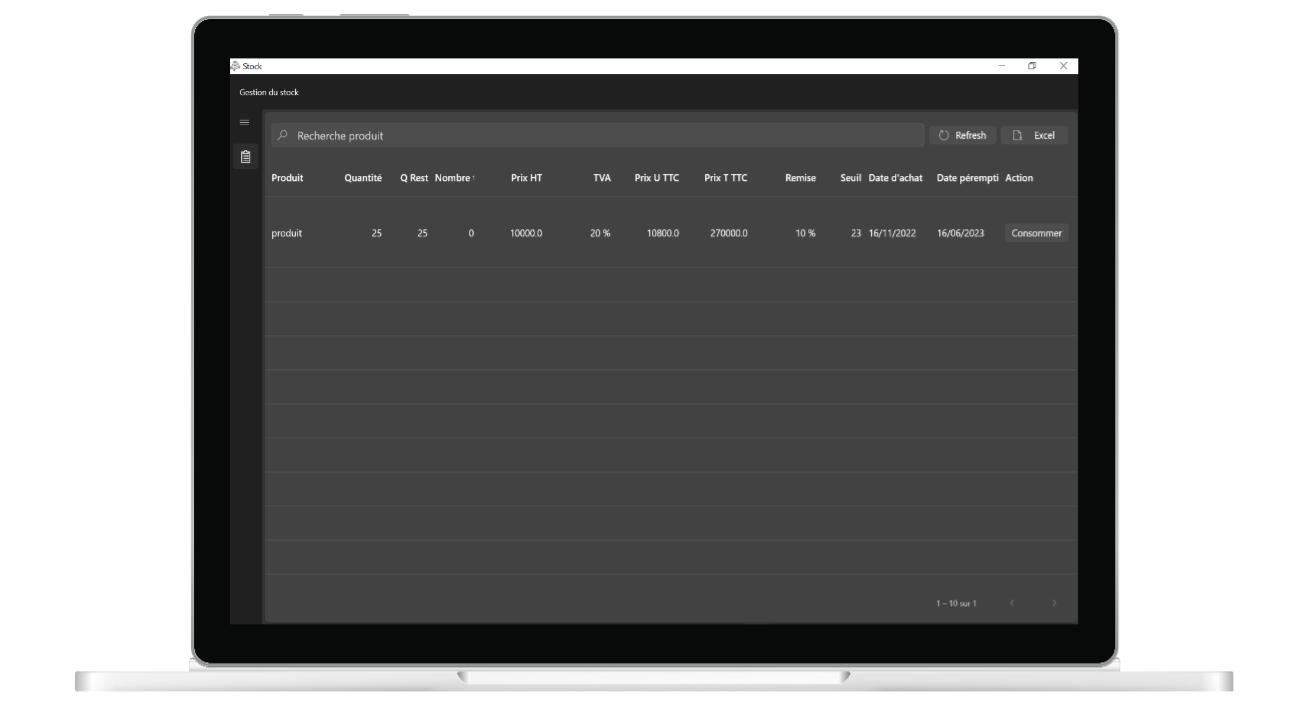 Stock
Gestion du stock
Recherche produit Refresh Excel
Produit Quantité Q Rest Nombre Prix HT TVA Prix U TTC Prix T TTC Remise Seuil Date d'achat Date pérempti Action
produit 25 25 0 10000.0 20 % 10800.0 270000.0 10 % 23 16/11/2022 16/06/2023 Consommer
1 – 10 sur 1